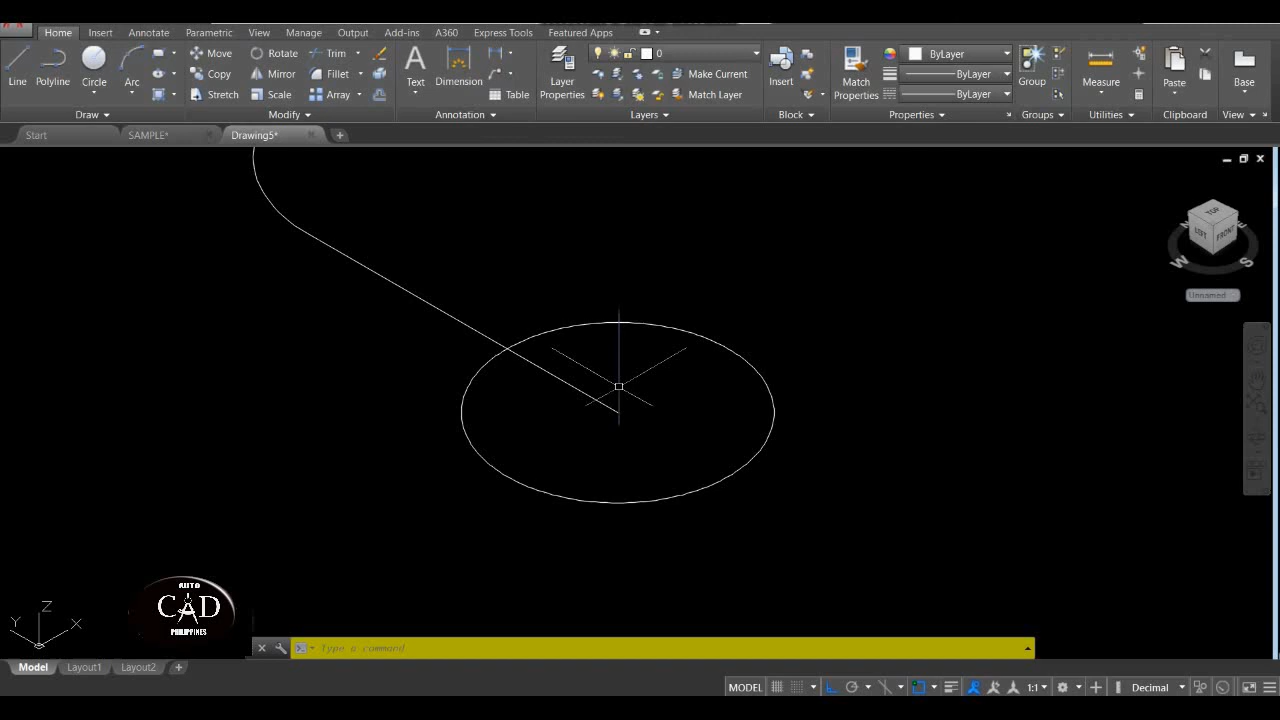 Home Insert Annotate Parametric View Manage Output Add-ins A360 Express Tools Featured Apps
Line Polyline Circle Arc Move Rotate Trim Text Dimension Layer Properties 0 Insert Match Properties ByLayer Group Measure Paste Base
Copy Mirror Fillet Make Current ByLayer
Stretch Scale Array Table Match Layer ByLayer
Draw Modify Annotation Layers Block Properties Groups Utilities Clipboard View
Start SAMPLE* Drawing5*
TOP
LEFT FRONT
W S E
Unnamed
AUTO
CAD
PHILIPPINES
Z
Y X
Type a command
Model Layout1 Layout2
MODEL 1:1 Decimal